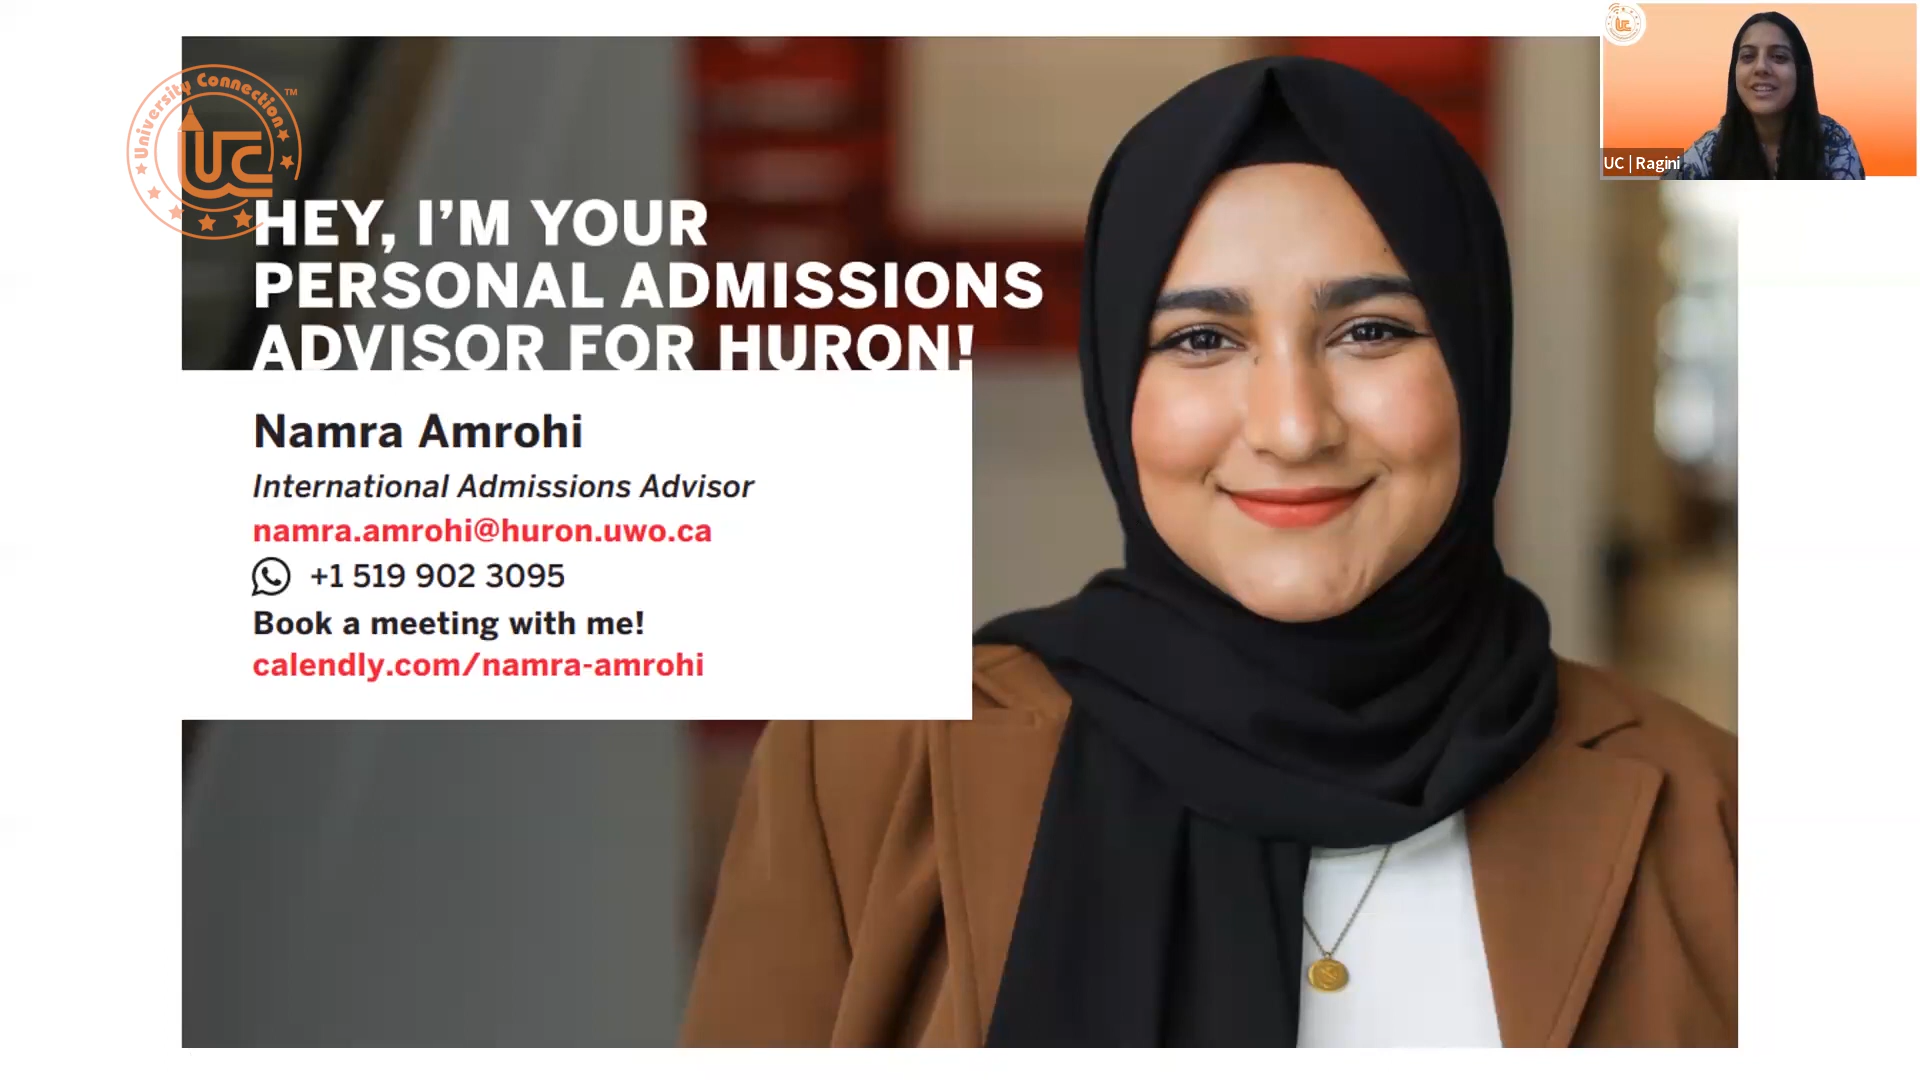 University Connection
TM
UC
HEY, I'M YOUR
PERSONAL ADMISSIONS
ADVISOR FOR HURON!
Namra Amrohi
International Admissions Advisor
namra.amrohi@huron.uwo.ca
+1 519 902 3095
Book a meeting with me!
calendly.com/namra-amrohi
UC
UC | Ragini